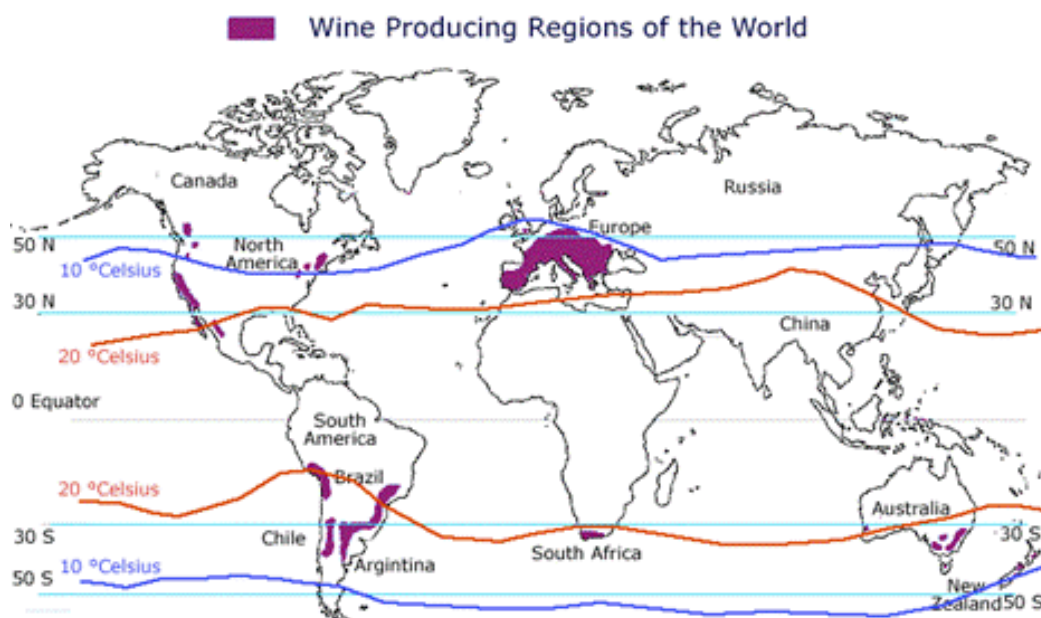 Wine Producing Regions of the World
Canada
Russia
Europe
50 N
North
America
50 N
10 °Celsius
30 N
30 N
China
20 °Celsius
0 Equator
South
America
Brazil
20 °Celsius
Australia
30 S
Chile
30 S
South Africa
Argintina
10 °Celsius
50 S
New
Zealand
50 S